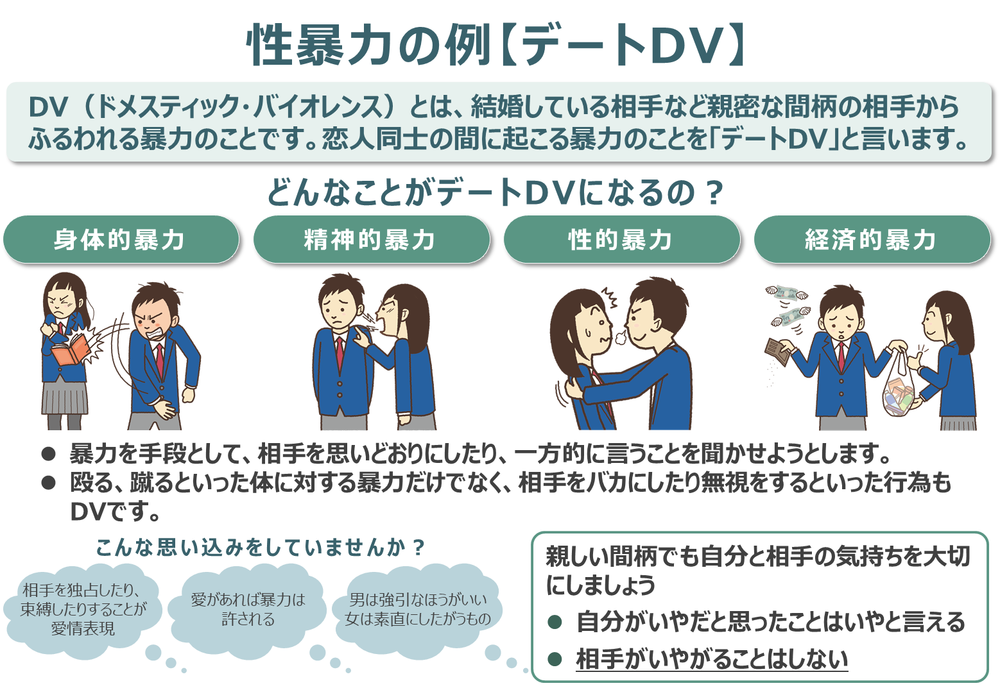 性暴力の例【デートDV】
DV（ドメスティック・バイオレンス）とは、結婚している相手など親密な間柄の相手から
ふるわれる暴力のことです。恋人同士の間に起こる暴力のことを「デートDV」と言います。
どんなことがデートDVになるの？
身体的暴力
精神的暴力
性的暴力
経済的暴力
● 暴力を手段として、相手を思いどおりにしたり、一方的に言うことを聞かせようとします。
● 殴る、蹴るといった体に対する暴力だけでなく、相手をバカにしたり無視をするといった行為も
DVです。
こんな思い込みをしていませんか？
相手を独占したり、
束縛したりすることが
愛情表現
愛があれば暴力は
許される
男は強引なほうがいい
女は素直にしたがうもの
親しい間柄でも自分と相手の気持ちを大切
にしましょう
● 自分がいやだと思ったことはいやと言える
● 相手がいやがることはしない